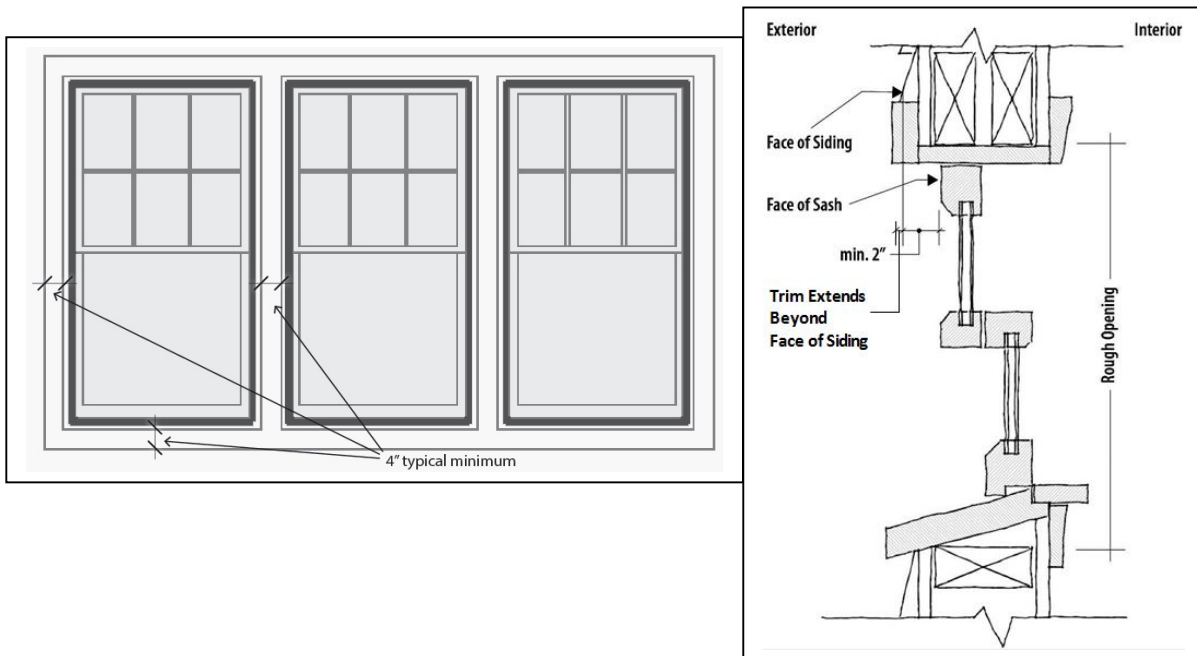 4" typical minimum
Exterior
Interior
Face of Siding
Face of Sash
min. 2"
Trim Extends
Beyond
Face of Siding
Rough Opening